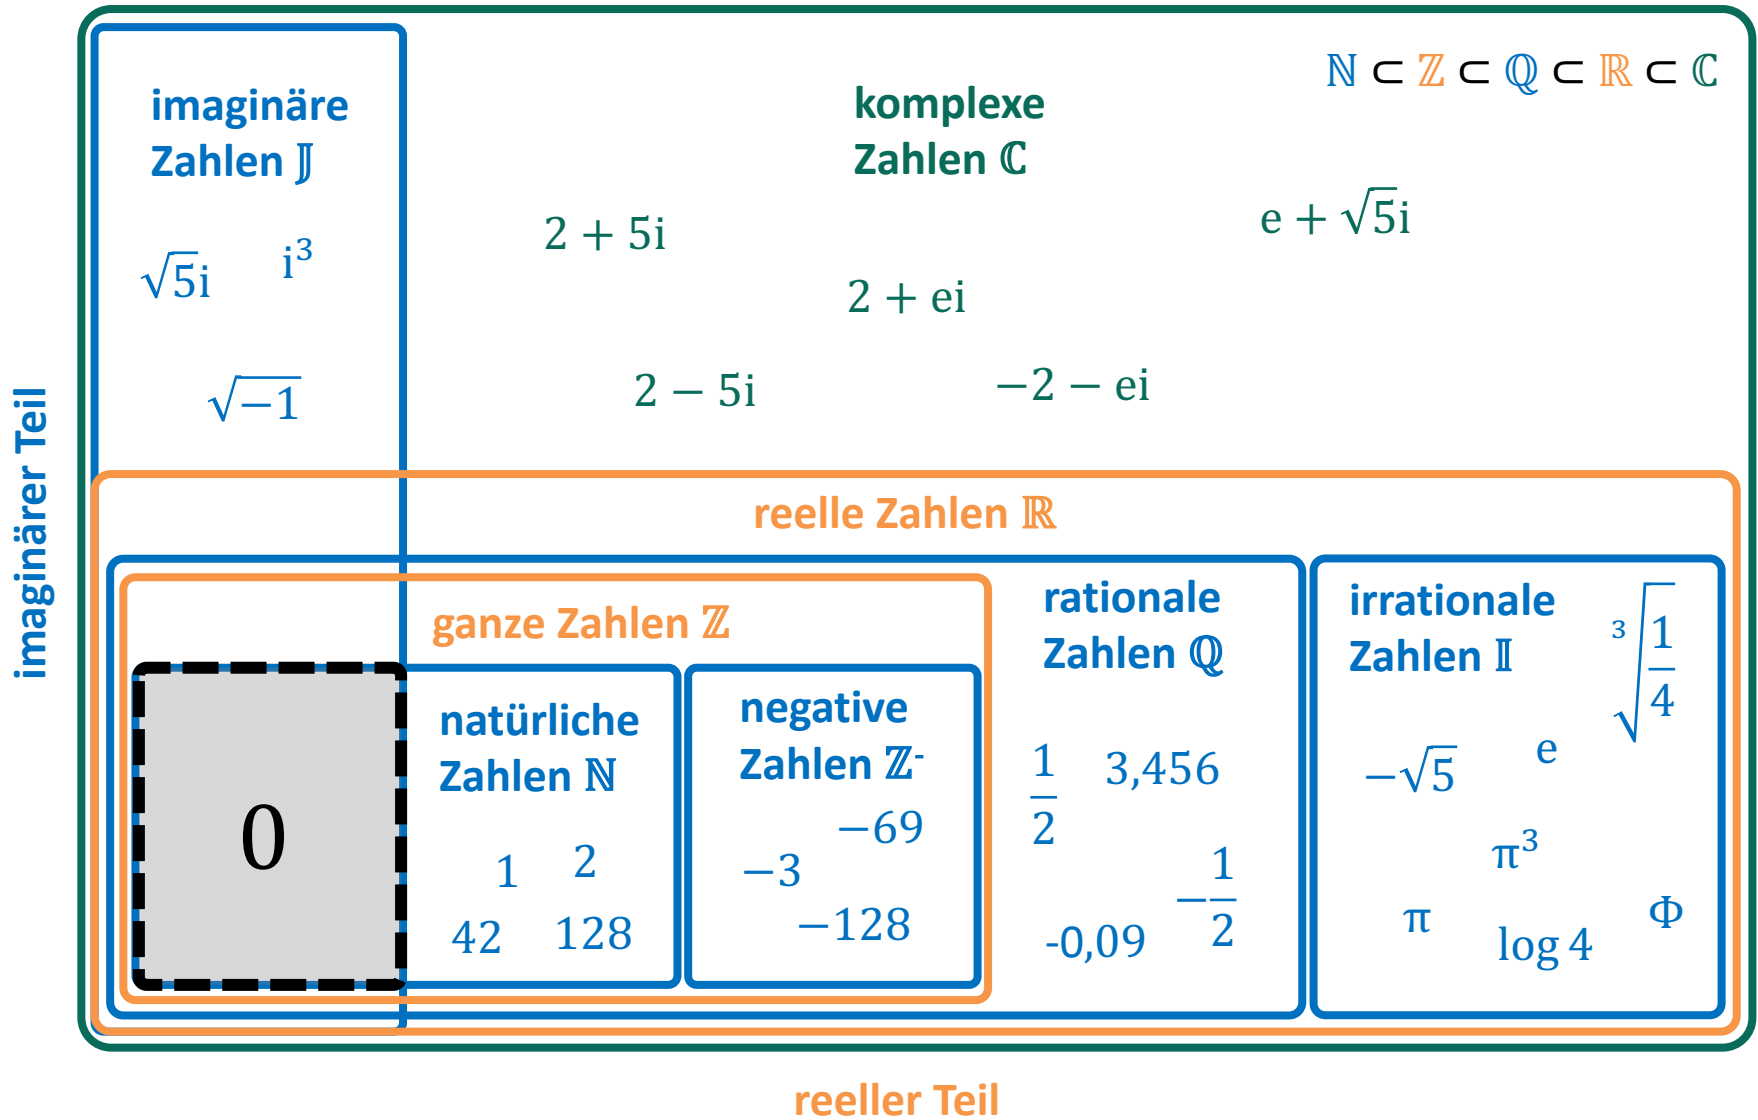 ℕ ⊂ ℤ ⊂ ℚ ⊂ ℝ ⊂ ℂ
imaginäre
Zahlen 𝕁
√5i
i³
√−1
komplexe
Zahlen ℂ
2 + 5i
e + √5i
2 + ei
2 − 5i
−2 − ei
imaginärer Teil
reelle Zahlen ℝ
ganze Zahlen ℤ
0
natürliche
Zahlen ℕ
1
2
42
128
negative
Zahlen ℤ-
−69
−3
−128
rationale
Zahlen ℚ
1/2
3,456
−1/2
-0,09
irrationale
Zahlen 𝕀
∛(1/4)
−√5
e
π³
π
log 4
Φ
reeller Teil